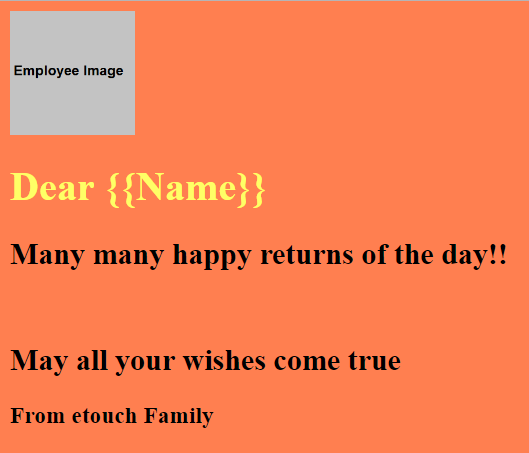 Employee Image
Dear {{Name}}
Many many happy returns of the day!!
May all your wishes come true
From etouch Family